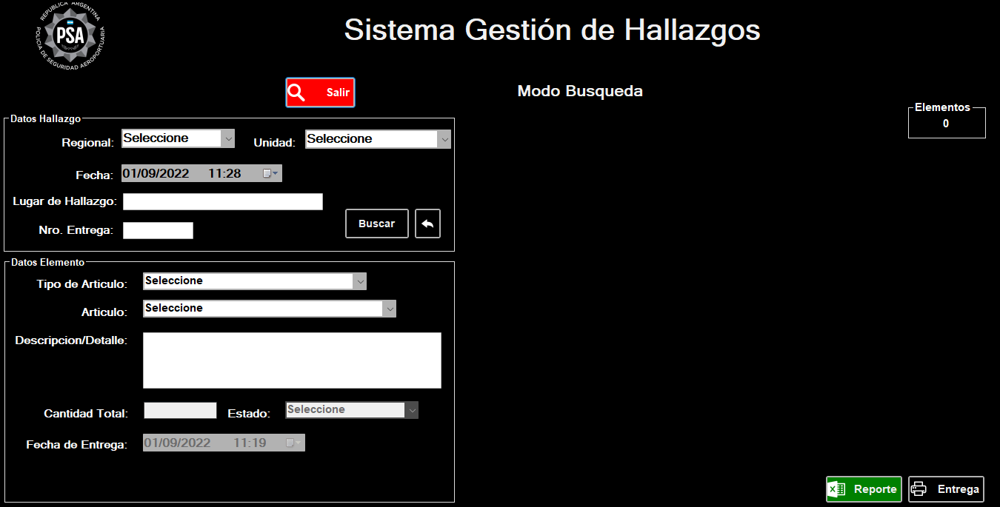 REPUBLICA ARGENTINA
PSA
POLICIA DE SEGURIDAD AEROPORTUARIA
Sistema Gestión de Hallazgos
Salir
Modo Busqueda
Elementos
0
Datos Hallazgo
Regional: Seleccione Unidad: Seleccione
Fecha: 01/09/2022 11:28
Lugar de Hallazgo:
Nro. Entrega:
Buscar
Datos Elemento
Tipo de Articulo: Seleccione
Articulo: Seleccione
Descripcion/Detalle:
Cantidad Total: Estado: Seleccione
Fecha de Entrega: 01/09/2022 11:19
Reporte Entrega